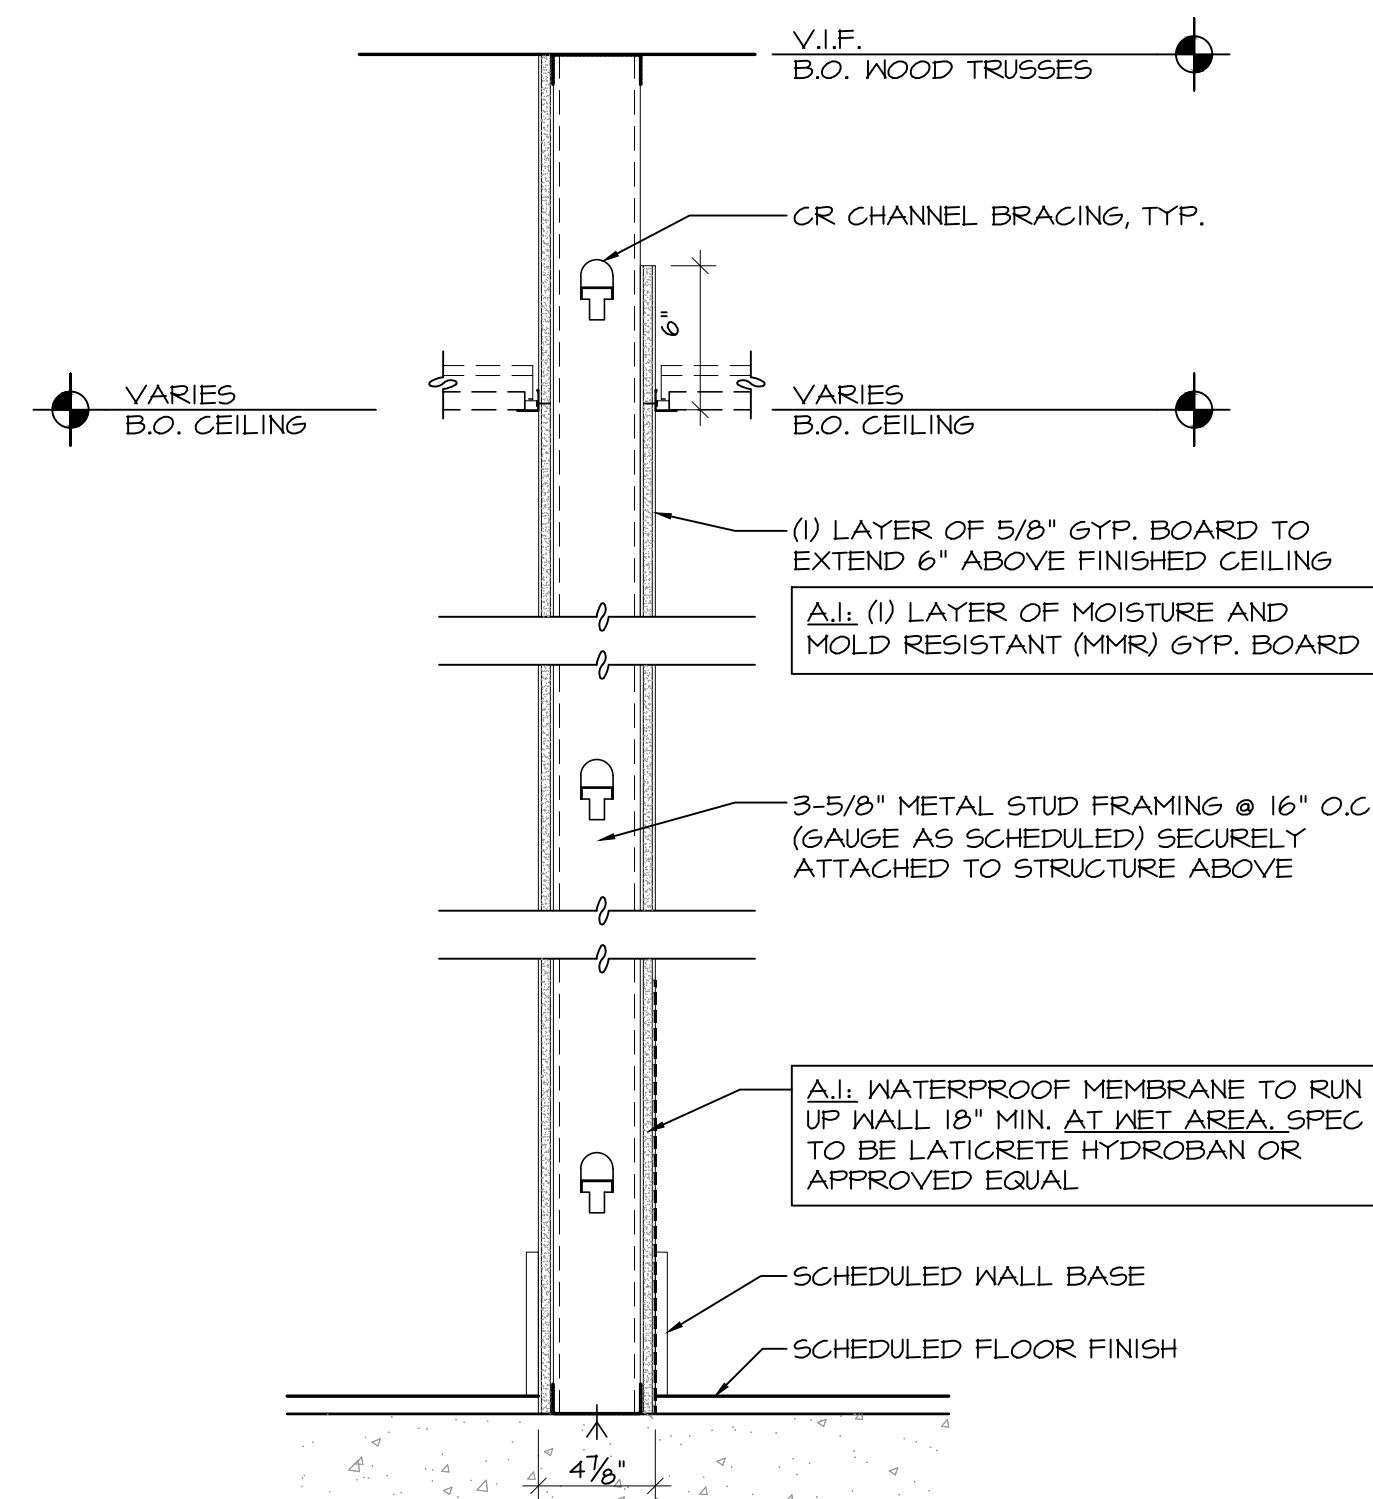 V.I.F.
B.O. WOOD TRUSSES
CR CHANNEL BRACING, TYP.
6"
VARIES
B.O. CEILING
VARIES
B.O. CEILING
(1) LAYER OF 5/8" GYP. BOARD TO
EXTEND 6" ABOVE FINISHED CEILING
A.1: (1) LAYER OF MOISTURE AND
MOLD RESISTANT (MMR) GYP. BOARD
3-5/8" METAL STUD FRAMING @ 16" O.C
(GAUGE AS SCHEDULED) SECURELY
ATTACHED TO STRUCTURE ABOVE
A.1: WATERPROOF MEMBRANE TO RUN
UP WALL 18" MIN. AT WET AREA. SPEC
TO BE LATICRETE HYDROBAN OR
APPROVED EQUAL
SCHEDULED WALL BASE
SCHEDULED FLOOR FINISH
4⅞"